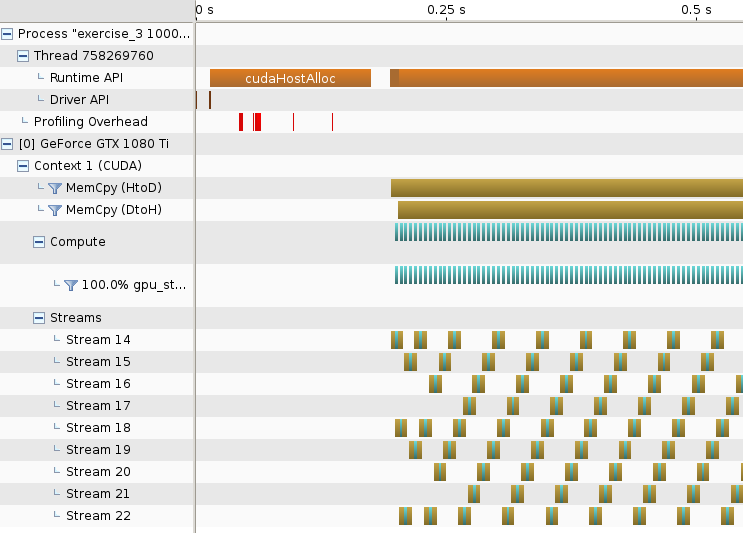 0 s 0.25 s 0.5 s
Process "exercise_3 1000...
Thread 758269760
Runtime API cudaHostAlloc
Driver API
Profiling Overhead
[0] GeForce GTX 1080 Ti
Context 1 (CUDA)
MemCpy (HtoD)
MemCpy (DtoH)
Compute
100.0% gpu_st...
Streams
Stream 14
Stream 15
Stream 16
Stream 17
Stream 18
Stream 19
Stream 20
Stream 21
Stream 22